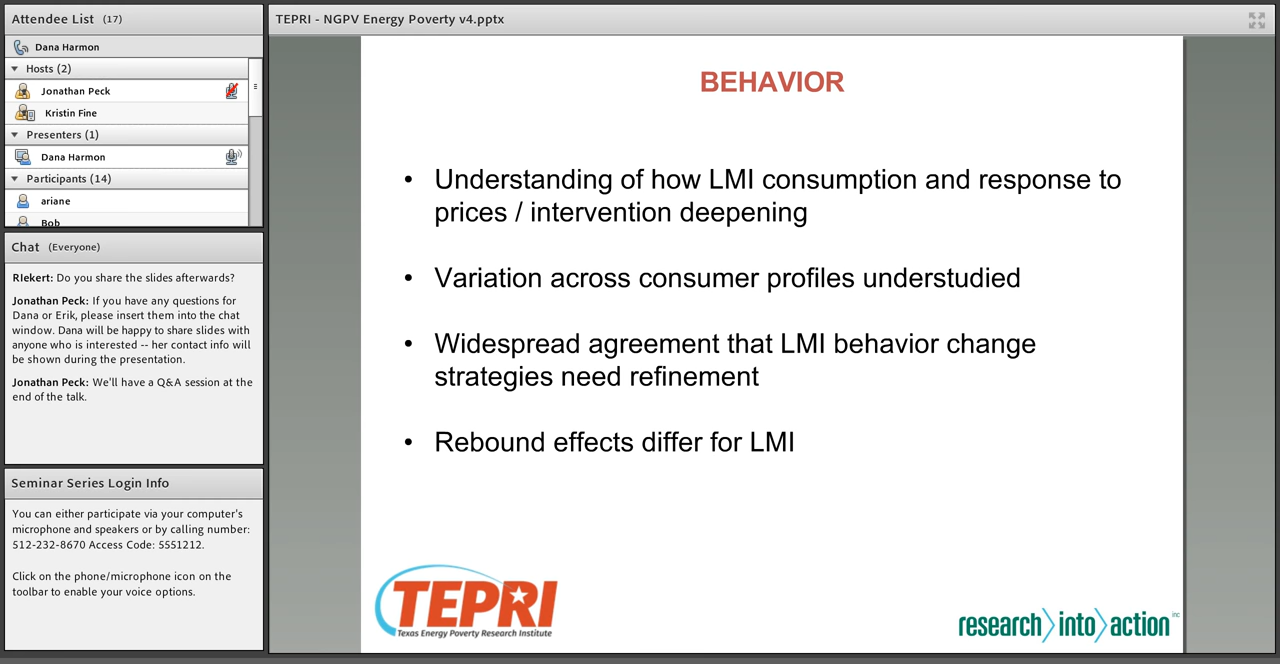 Attendee List (17)
Dana Harmon
Hosts (2)
Jonathan Peck
Kristin Fine
Presenters (1)
Dana Harmon
Participants (14)
ariane
Bob
Chat (Everyone)
RIekert: Do you share the slides afterwards?
Jonathan Peck: If you have any questions for
Dana or Erik, please insert them into the chat
window. Dana will be happy to share slides with
anyone who is interested -- her contact info will
be shown during the presentation.
Jonathan Peck: We'll have a Q&A session at the
end of the talk.
Seminar Series Login Info
You can either participate via your computer's
microphone and speakers or by calling number:
512-232-8670 Access Code: 5551212.
Click on the phone/microphone icon on the
toolbar to enable your voice options.
TEPRI - NGPV Energy Poverty v4.pptx
BEHAVIOR
• Understanding of how LMI consumption and response to
prices / intervention deepening
• Variation across consumer profiles understudied
• Widespread agreement that LMI behavior change
strategies need refinement
• Rebound effects differ for LMI
TEPRI
Texas Energy Poverty Research Institute
research into action inc